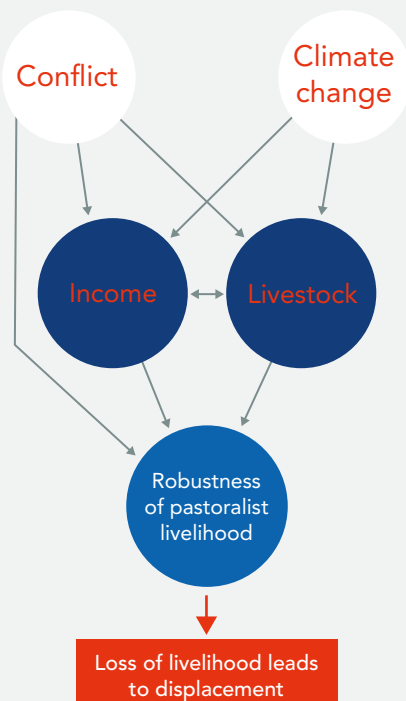 Conflict
Climate
change
Income
Livestock
Robustness
of pastoralist
livelihood
Loss of livelihood leads
to displacement